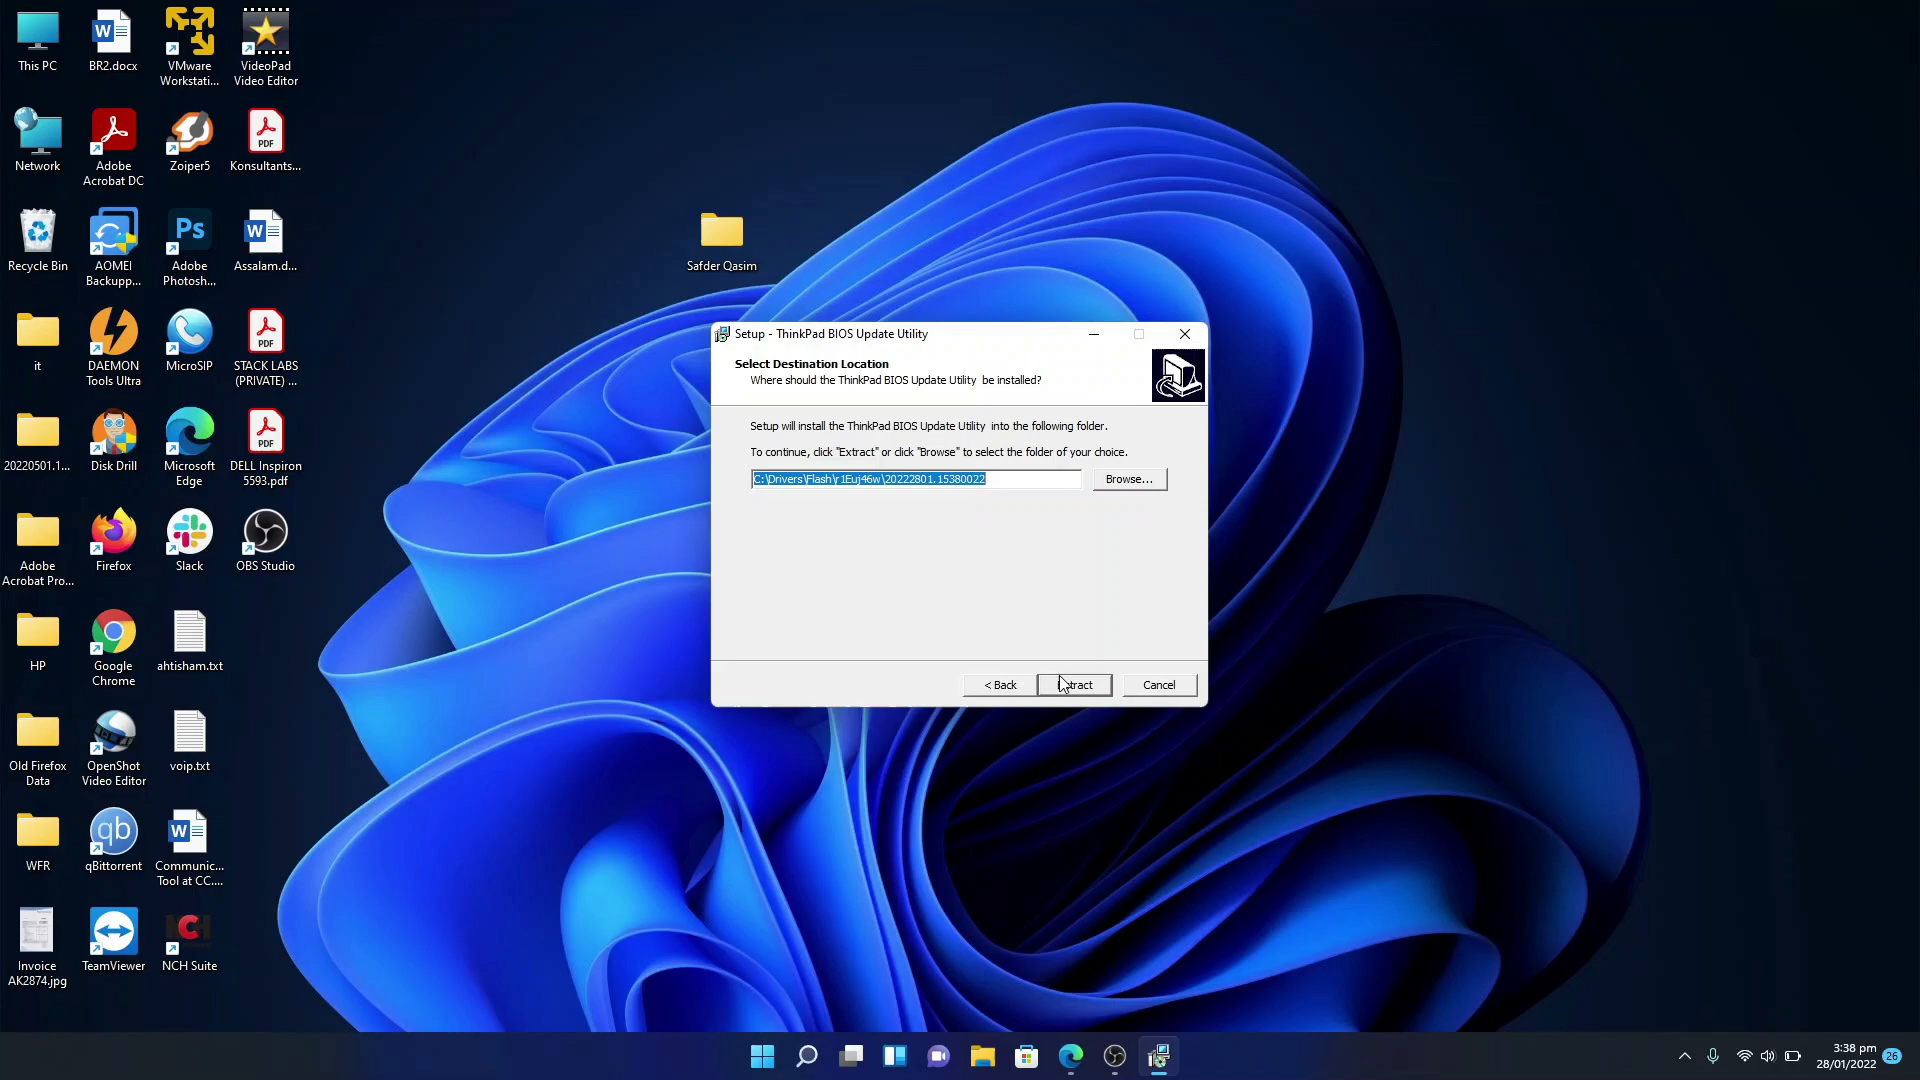 This PC
BR2.docx
VMware
Workstati...
VideoPad
Video Editor
Network
Adobe
Acrobat DC
Zoiper5
PDF
Konsultants...
Recycle Bin
AOMEI
Backupp...
Ps
Adobe
Photosh...
Assalam.d...
Safder Qasim
it
DAEMON
Tools Ultra
MicroSIP
PDF
STACK LABS
(PRIVATE) ...
20220501.1...
Disk Drill
Microsoft
Edge
PDF
DELL Inspiron
5593.pdf
Adobe
Acrobat Pro...
Firefox
Slack
OBS Studio
HP
Google
Chrome
ahtisham.txt
Old Firefox
Data
OpenShot
Video Editor
voip.txt
WFR
qb
qBittorrent
Communic...
Tool at CC....
Invoice
AK2874.jpg
TeamViewer
NCH
NCH Suite
Setup - ThinkPad BIOS Update Utility
Select Destination Location
Where should the ThinkPad BIOS Update Utility be installed?
Setup will install the ThinkPad BIOS Update Utility into the following folder.
To continue, click "Extract" or click "Browse" to select the folder of your choice.
C:\Drivers\Flash\r1Euj46w\20222801.15380022
Browse...
< Back
Extract
Cancel
3:38 pm
28/01/2022
26